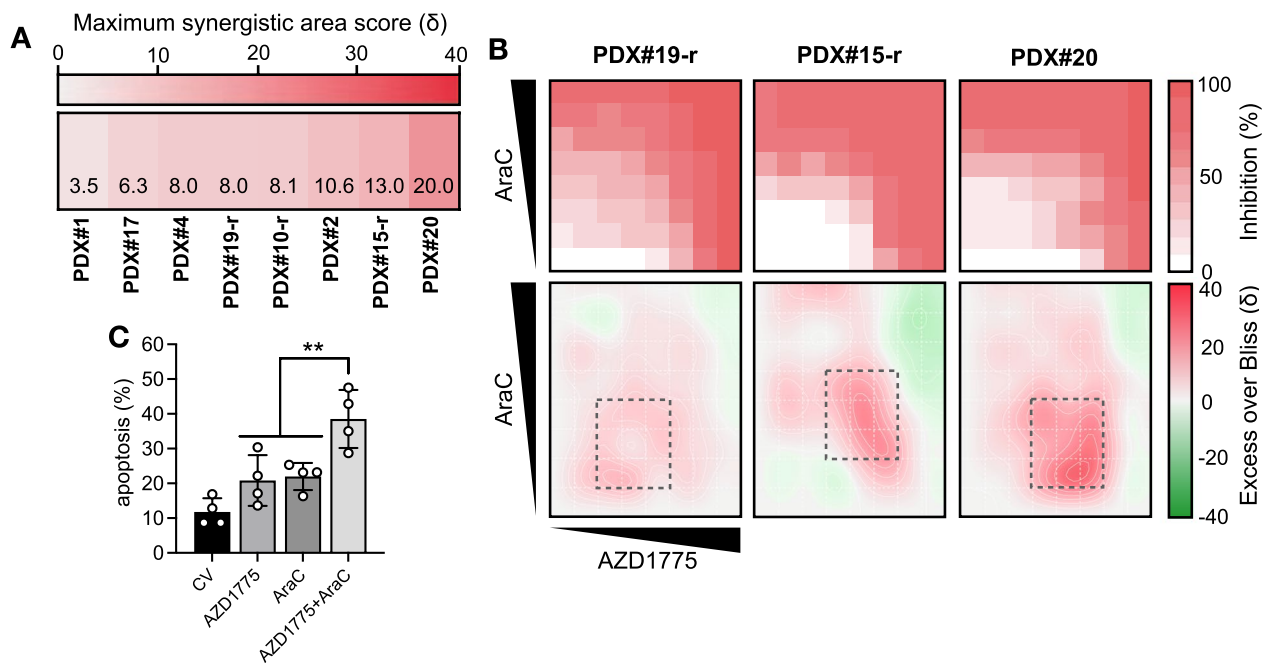 A
Maximum synergistic area score (δ)
0 10 20 30 40
3.5 6.3 8.0 8.0 8.1 10.6 13.0 20.0
PDX#1 PDX#17 PDX#4 PDX#19-r PDX#10-r PDX#2 PDX#15-r PDX#20
B
PDX#19-r PDX#15-r PDX#20
AraC
100
50
0
Inhibition (%)
AraC
40
20
0
-20
-40
Excess over Bliss (δ)
AZD1775
C
apoptosis (%)
60
50
40
30
20
10
0
**
CV AZD1775 AraC AZD1775+AraC